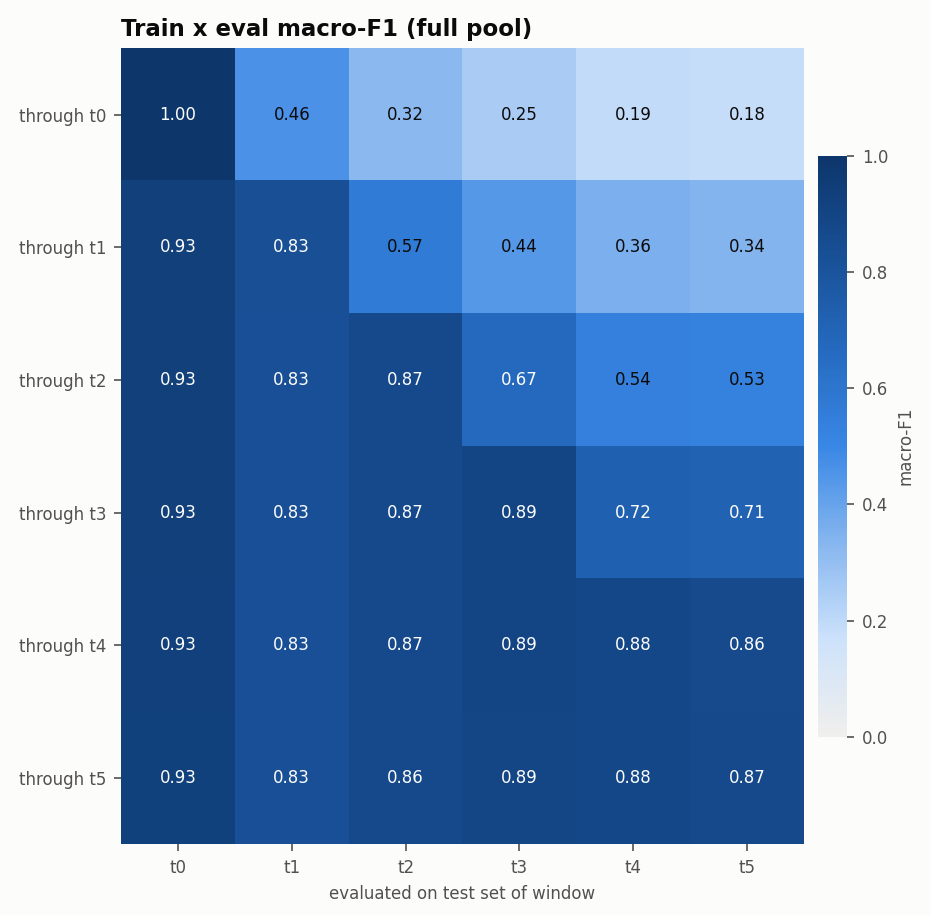 Train x eval macro-F1 (full pool)
through t0 1.00 0.46 0.32 0.25 0.19 0.18
through t1 0.93 0.83 0.57 0.44 0.36 0.34
through t2 0.93 0.83 0.87 0.67 0.54 0.53
through t3 0.93 0.83 0.87 0.89 0.72 0.71
through t4 0.93 0.83 0.87 0.89 0.88 0.86
through t5 0.93 0.83 0.86 0.89 0.88 0.87
t0 t1 t2 t3 t4 t5
evaluated on test set of window
1.0
0.8
0.6
0.4
0.2
0.0
macro-F1